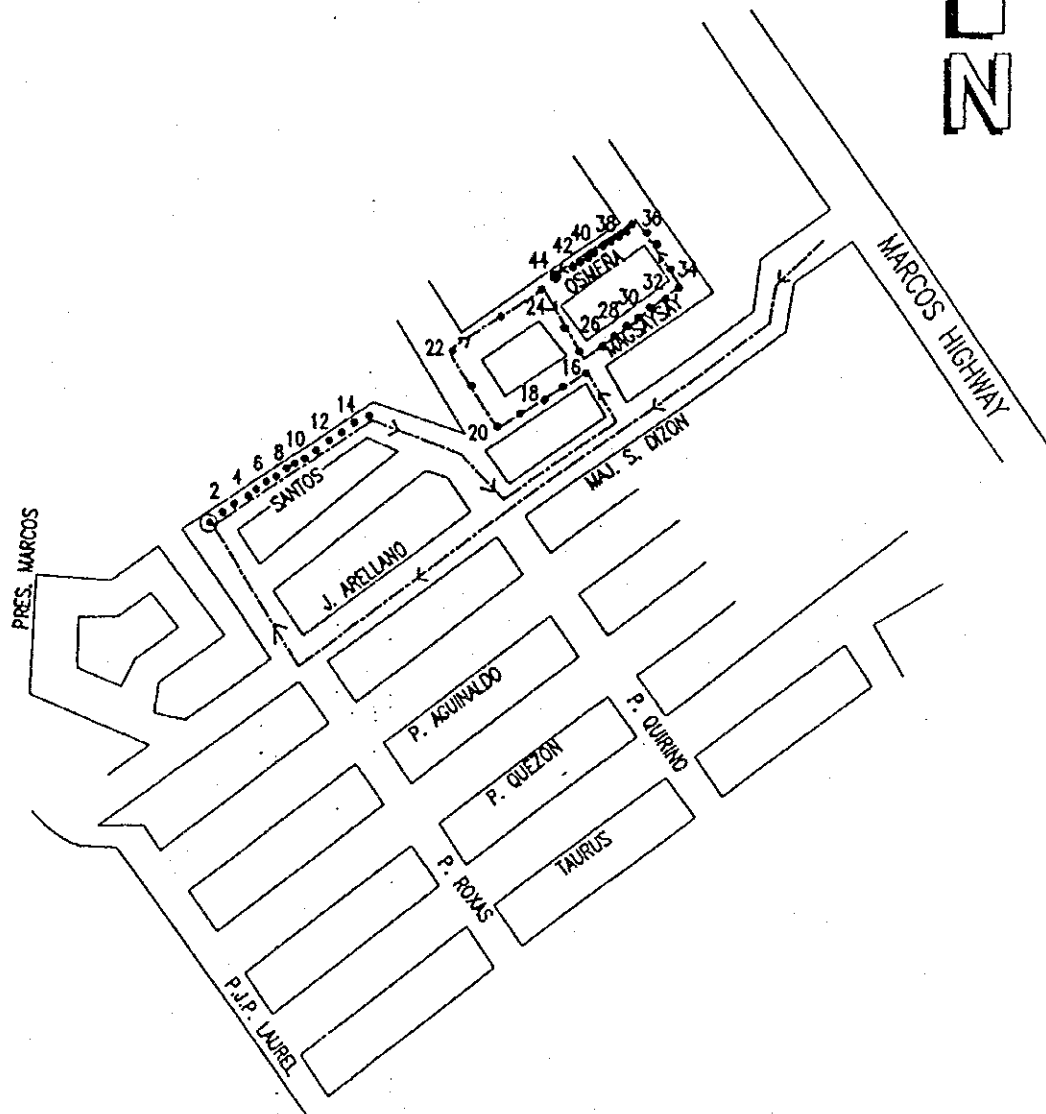 N
MARCOS HIGHWAY
36
38
40
42
44
OSMEÑA
34
32
30
28
26
24
MAGSAYSAY
22
16
18
20
14
12
10
8
6
4
2
SANTOS
MAJ. S. DIZON
J. ARELLANO
PRES. MARCOS
P. AGUINALDO
P. QUIRINO
P. QUEZON
TAURUS
P. ROXAS
P.J.P. LAUREL